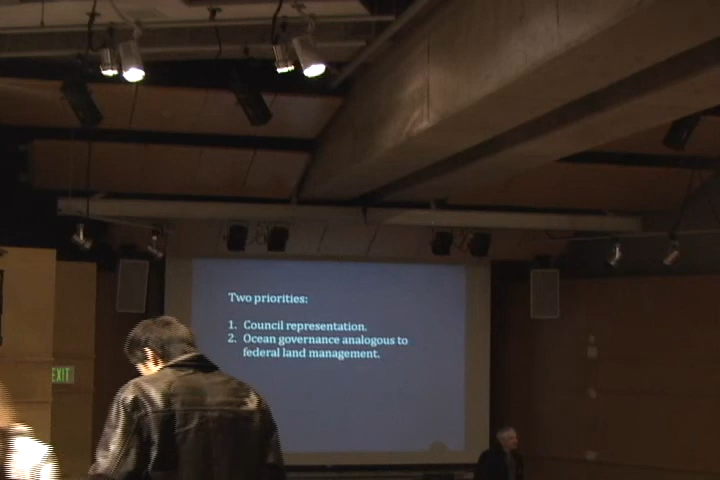 Two priorities:
1. Council representation.
2. Ocean governance analogous to
federal land management.
EXIT